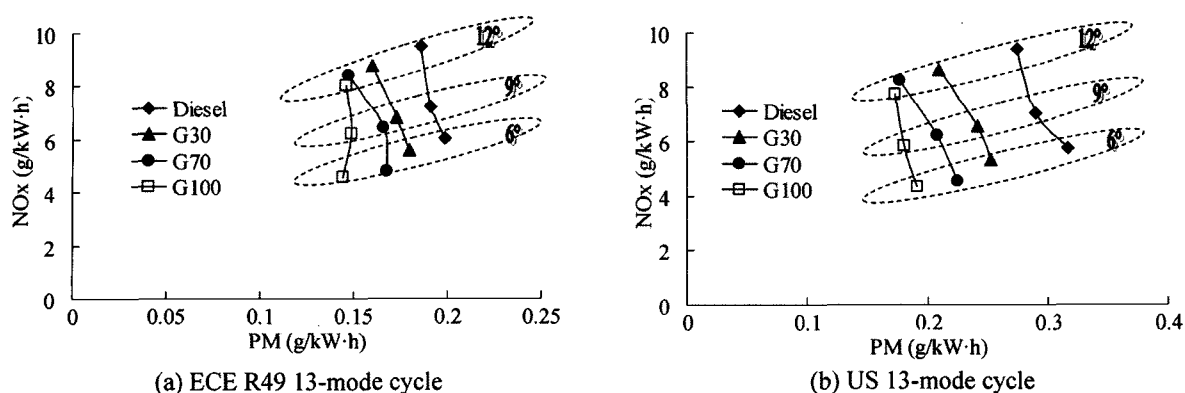 NOx (g/kW·h)
10
8
6
4
2
0
0
0.05
0.1
0.15
0.2
0.25
PM (g/kW·h)
Diesel
G30
G70
G100
12°
9°
6°
(a) ECE R49 13-mode cycle
NOx (g/kW·h)
10
8
6
4
2
0
0
0.1
0.2
0.3
0.4
PM (g/kW·h)
Diesel
G30
G70
G100
12°
9°
6°
(b) US 13-mode cycle